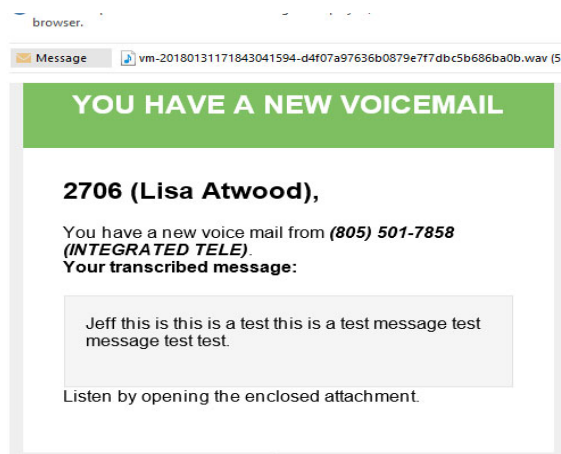 browser.
Message vm-20180131171843041594-d4f07a97636b0879e7f7dbc5b686ba0b.wav (5
YOU HAVE A NEW VOICEMAIL
2706 (Lisa Atwood),
You have a new voice mail from (805) 501-7858
(INTEGRATED TELE).
Your transcribed message:
Jeff this is this is a test this is a test message test
message test test.
Listen by opening the enclosed attachment.